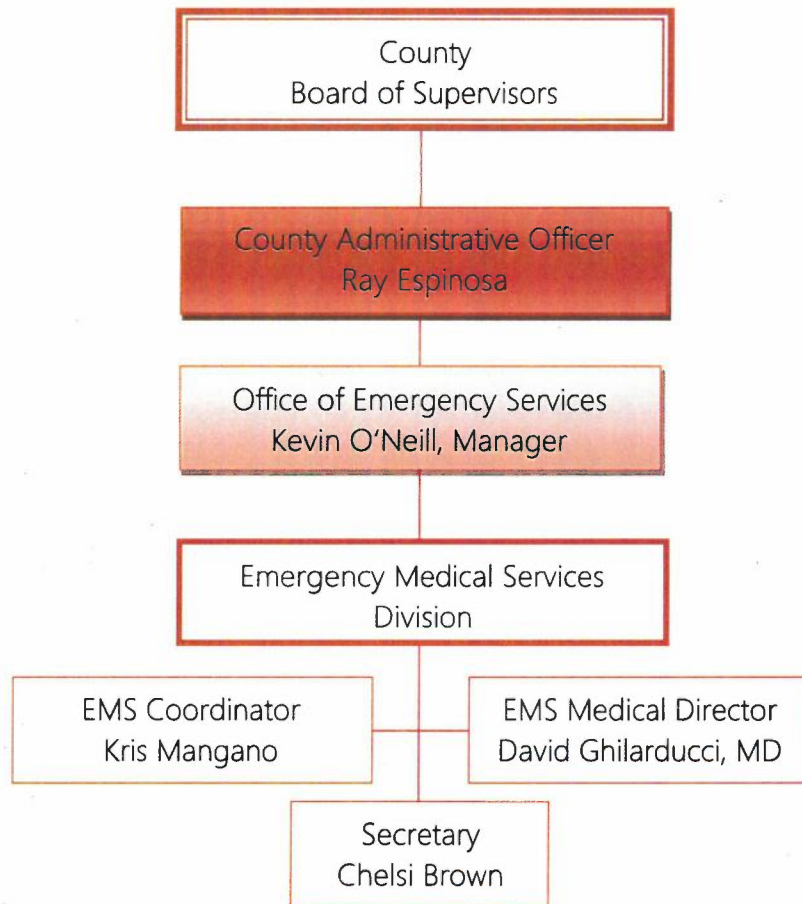 County
Board of Supervisors
County Administrative Officer
Ray Espinosa
Office of Emergency Services
Kevin O'Neill, Manager
Emergency Medical Services
Division
EMS Coordinator
Kris Mangano
EMS Medical Director
David Ghilarducci, MD
Secretary
Chelsi Brown